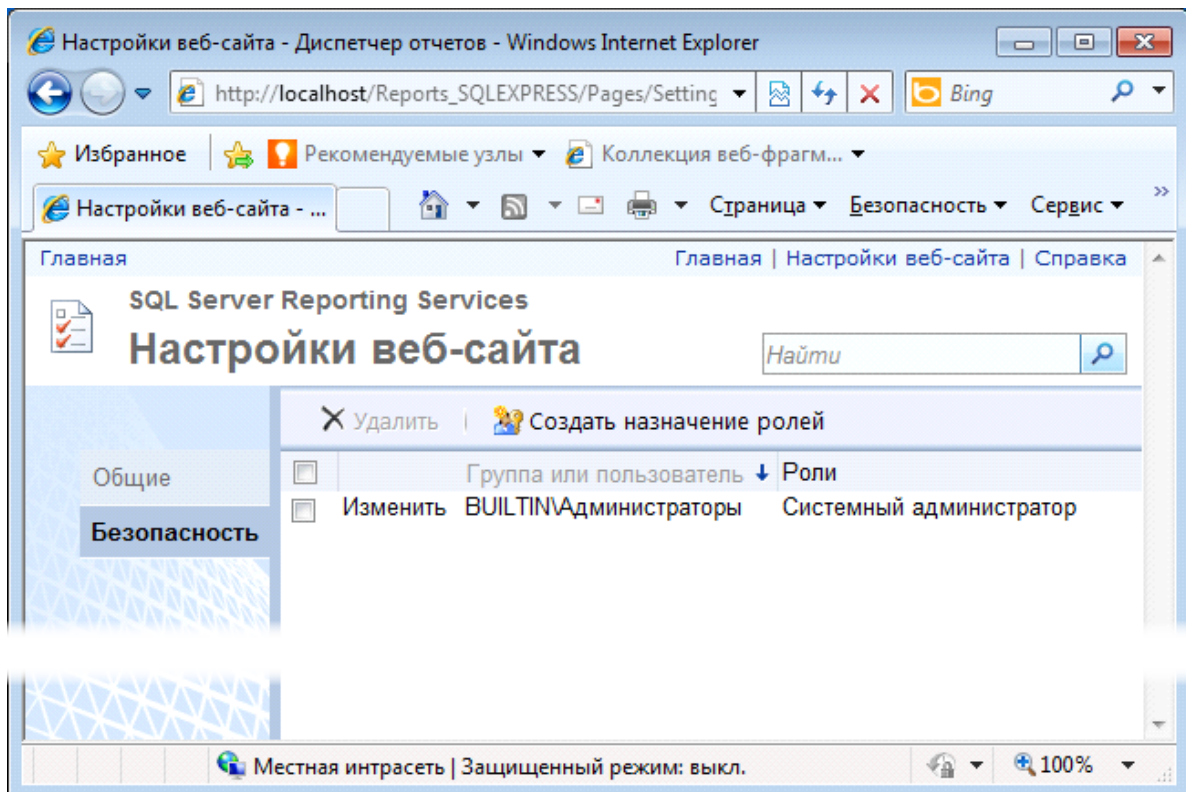 Настройки веб-сайта - Диспетчер отчетов - Windows Internet Explorer
http://localhost/Reports_SQLEXPRESS/Pages/Setting Bing
Избранное Рекомендуемые узлы Коллекция веб-фрагм...
Настройки веб-сайта - ... Страница Безопасность Сервис »
Главная Главная | Настройки веб-сайта | Справка
SQL Server Reporting Services
Настройки веб-сайта Найти
Удалить | Создать назначение ролей
Общие Группа или пользователь Роли
Изменить BUILTIN\Администраторы Системный администратор
Безопасность
Местная интрасеть | Защищенный режим: выкл. 100%